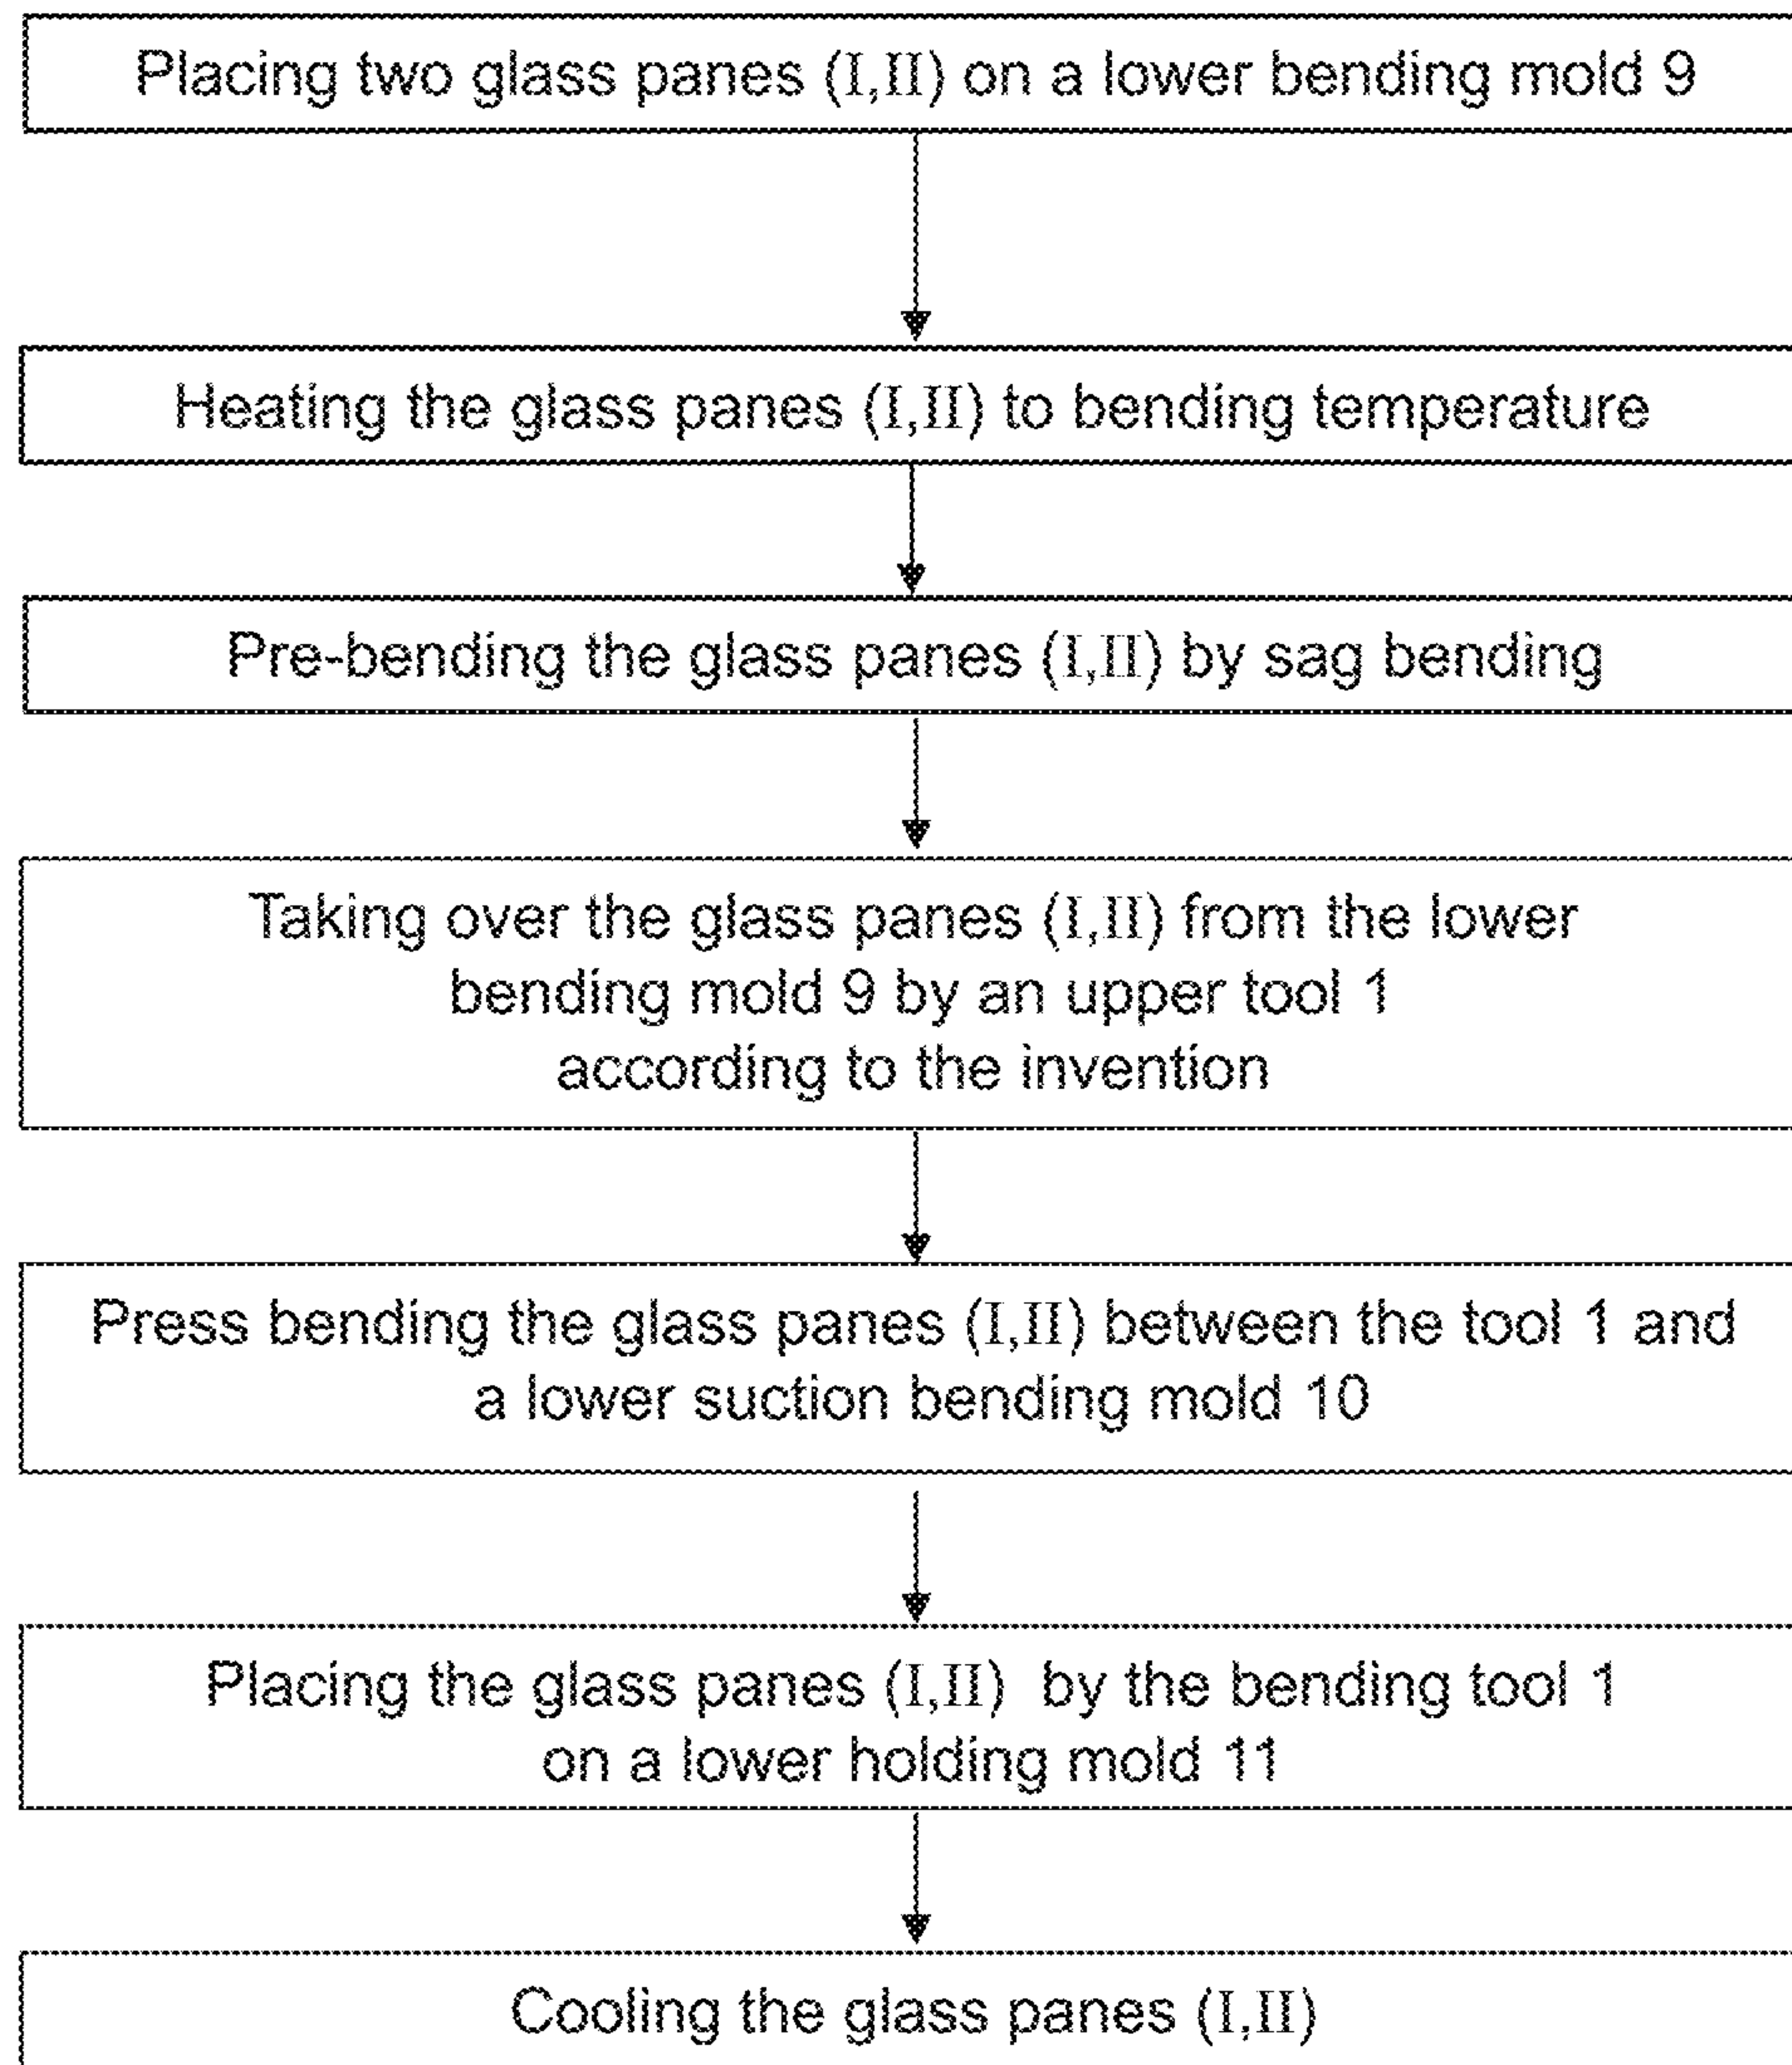 Placing two glass panes (I,II) on a lower bending mold 9
Heating the glass panes (I,II) to bending temperature
Pre-bending the glass panes (I,II) by sag bending
Taking over the glass panes (I,II) from the lower
bending mold 9 by an upper tool 1
according to the invention
Press bending the glass panes (I,II) between the tool 1 and
a lower suction bending mold 10
Placing the glass panes (I,II) by the bending tool 1
on a lower holding mold 11
Cooling the glass panes (I,II)